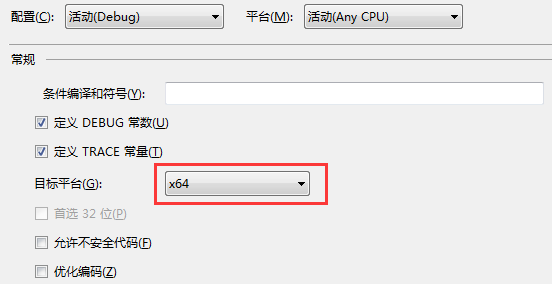 配置(C): 活动(Debug) 平台(M): 活动(Any CPU)
常规
条件编译和符号(Y):
定义 DEBUG 常数(U)
定义 TRACE 常量(T)
目标平台(G): x64
首选 32 位(P)
允许不安全代码(F)
优化编码(Z)